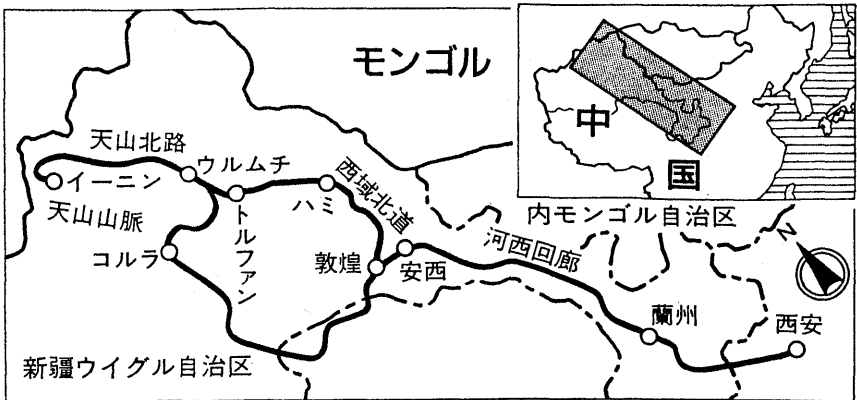 モンゴル
中
国
天山北路
ウルムチ
イーニン
天山山脈
トルファン
ハミ
西域北道
コルラ
敦煌
安西
河西回廊
内モンゴル自治区
N
蘭州
西安
新疆ウイグル自治区